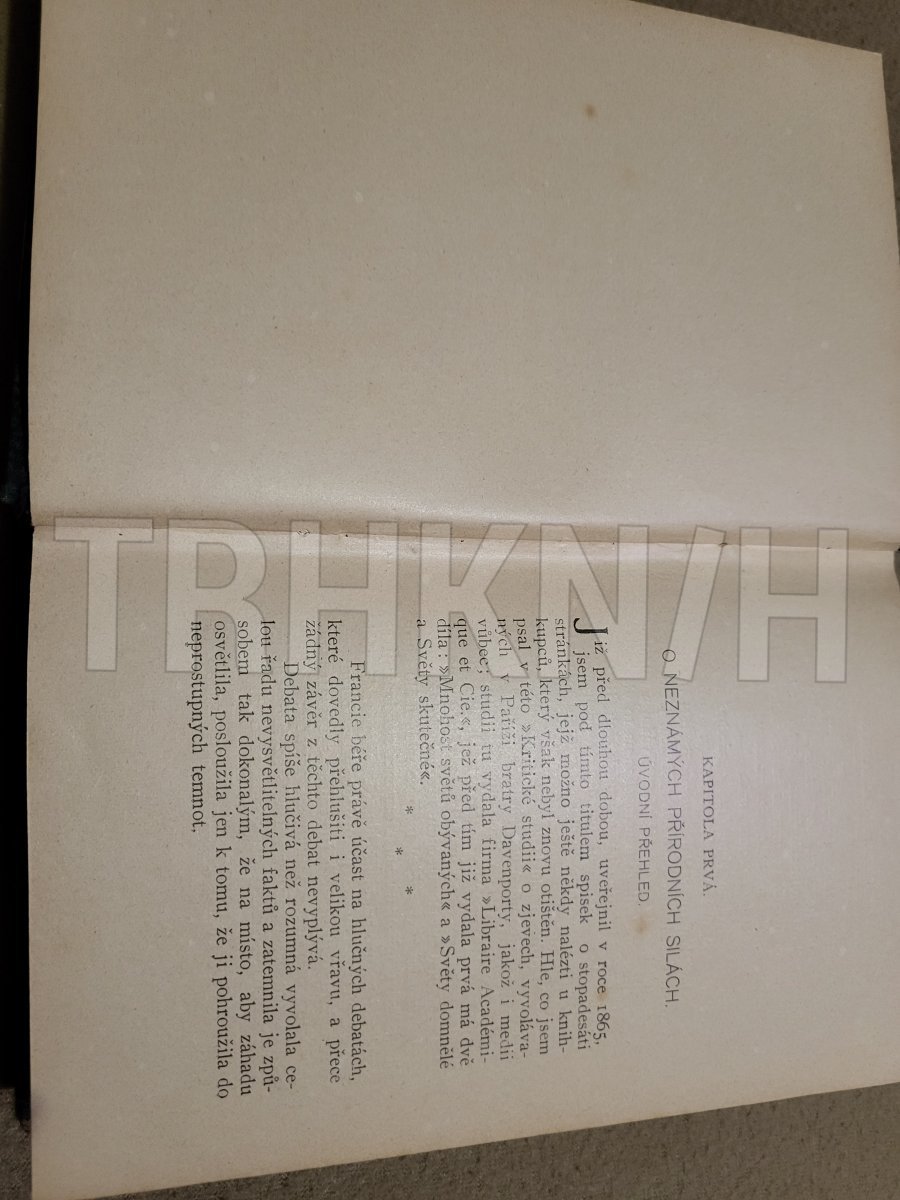 KAPITOLA PRVÁ
O NEZNÁMÝCH PŘÍRODNÍCH SILÁCH.
ÚVODNÍ PŘEHLED.
Již před dlouhou dobou, uveřejnil v roce 1865,
jsem pod tímto titulem spisek o stopadesáti
stránkách, jejž možno ještě někdy nalézti u knih-
kupců, který však nebyl znovu otištěn. Hle, co jsem
psal v této »Kritické studii« o zjevech, vyvoláva-
ných v Paříži bratry Davenporty, jakož i medii
vůbec; studii tu vydala firma »Libraire Académi-
que et Cie.«, jež před tím již vydala prvá má dvě
díla: »Mnohost světů obývaných« a »Světy domnělé
a Světy skutečné«.
* * *
Francie béře právě účast na hlučných debatách,
které dovedly přehlušiti i velikou vřavu, a přece
žádný závěr z těchto debat nevyplývá.
Debata spíše hlučivá než rozumná vyvolala ce-
lou řadu nevysvětlitelných faktů a zatemnila je způ-
sobem tak dokonalým, že na místo, aby záhadu
osvětlila, posloužila jen k tomu, že ji pohroužila do
neprostupných temnot,
TRHKNIH